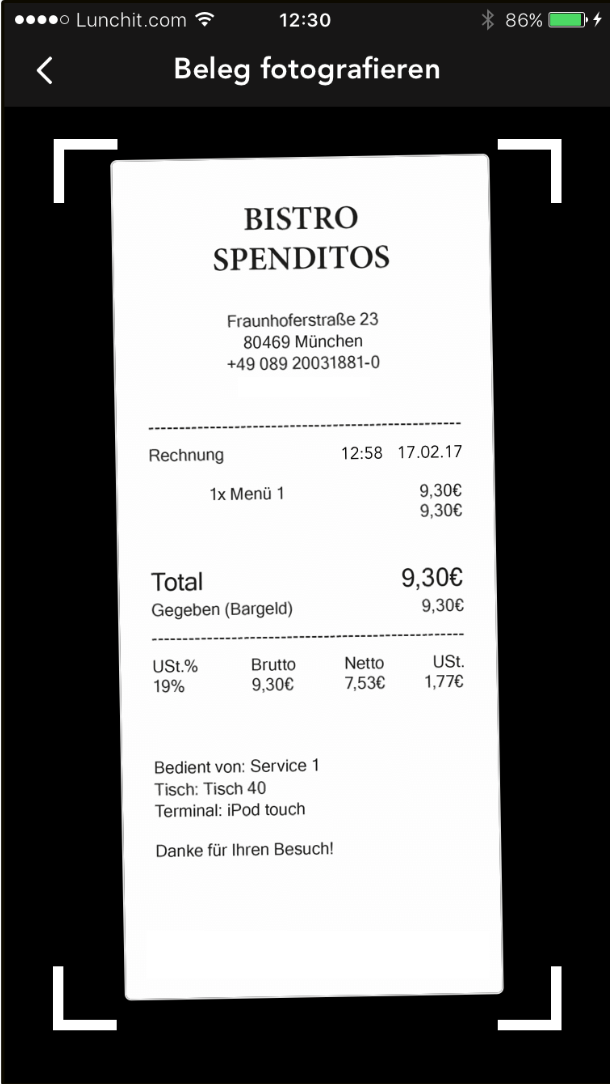 Lunchit.com 12:30 86%
Beleg fotografieren
BISTRO
SPENDITOS
Fraunhoferstraße 23
80469 München
+49 089 20031881-0
Rechnung 12:58 17.02.17
1x Menü 1 9,30€
9,30€
Total 9,30€
Gegeben (Bargeld) 9,30€
USt.% Brutto Netto USt.
19% 9,30€ 7,53€ 1,77€
Bedient von: Service 1
Tisch: Tisch 40
Terminal: iPod touch
Danke für Ihren Besuch!